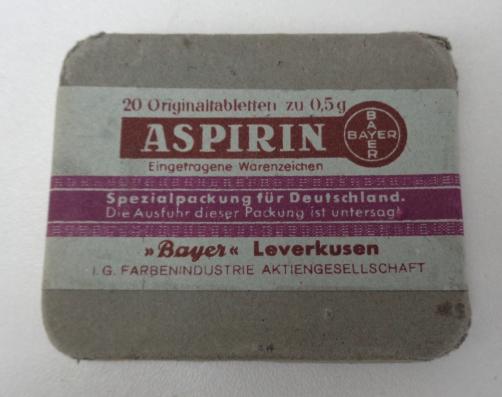 20 Originaltabletten zu 0,5 g
ASPIRIN
BAYER
BAYER
Eingetragene Warenzeichen
Spezialpackung für Deutschland.
Die Ausfuhr dieser Packung ist untersagt
»Bayer« Leverkusen
I. G. FARBENINDUSTRIE AKTIENGESELLSCHAFT